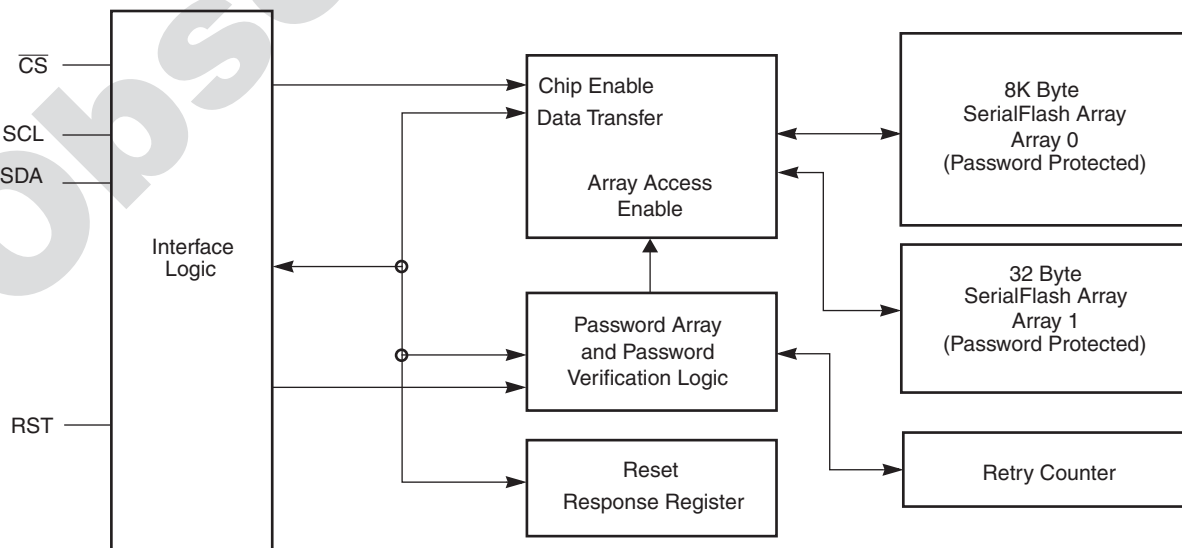 Obs
CS
SCL
SDA
RST
Interface
Logic
Chip Enable
Data Transfer
Array Access
Enable
Password Array
and Password
Verification Logic
Reset
Response Register
8K Byte
SerialFlash Array
Array 0
(Password Protected)
32 Byte
SerialFlash Array
Array 1
(Password Protected)
Retry Counter